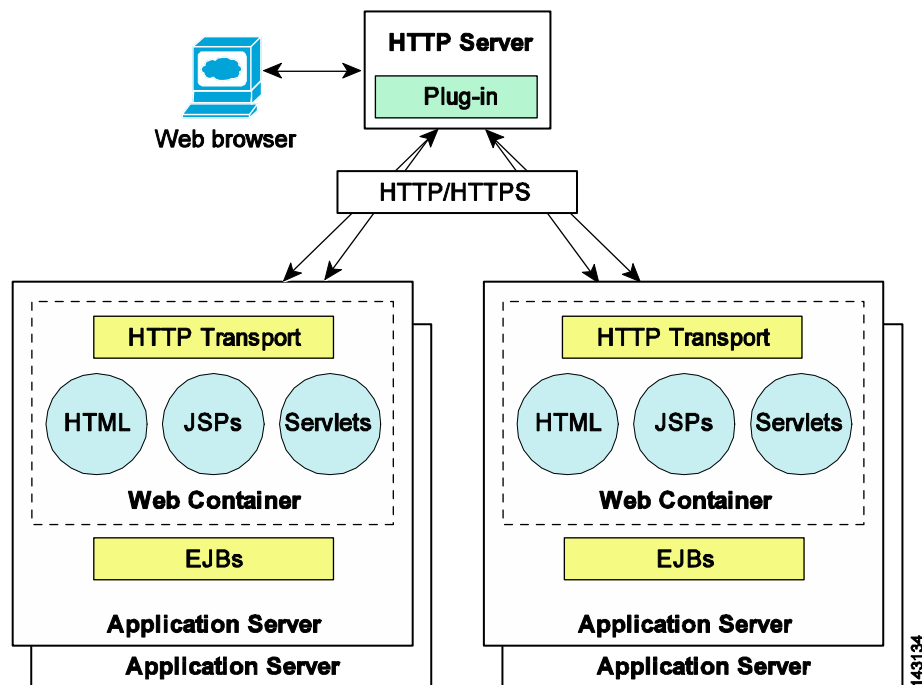 HTTP Server
Plug-in
Web browser
HTTP/HTTPS
HTTP Transport
HTML
JSPs
Servlets
Web Container
EJBs
Application Server
Application Server
HTTP Transport
HTML
JSPs
Servlets
Web Container
EJBs
Application Server
Application Server
143134